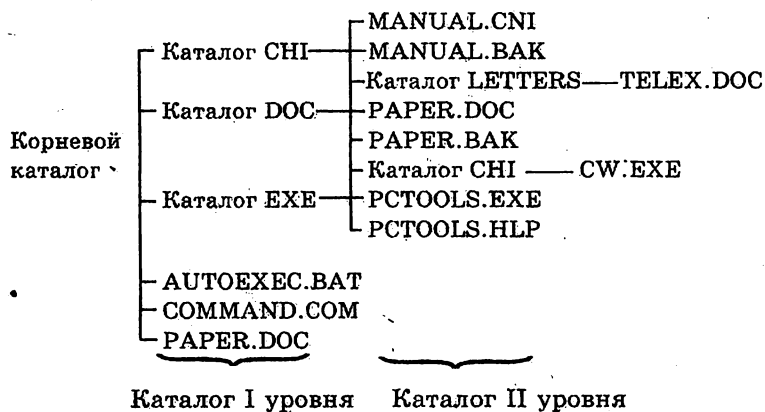 MANUAL.CNI
Каталог CHI MANUAL.BAK
Каталог LETTERS TELEX.DOC
Каталог DOC PAPER.DOC
Корневой каталог PAPER.BAK
Каталог CHI CW.EXE
Каталог EXE PCTOOLS.EXE
PCTOOLS.HLP
AUTOEXEC.BAT
COMMAND.COM
PAPER.DOC
Каталог I уровня Каталог II уровня